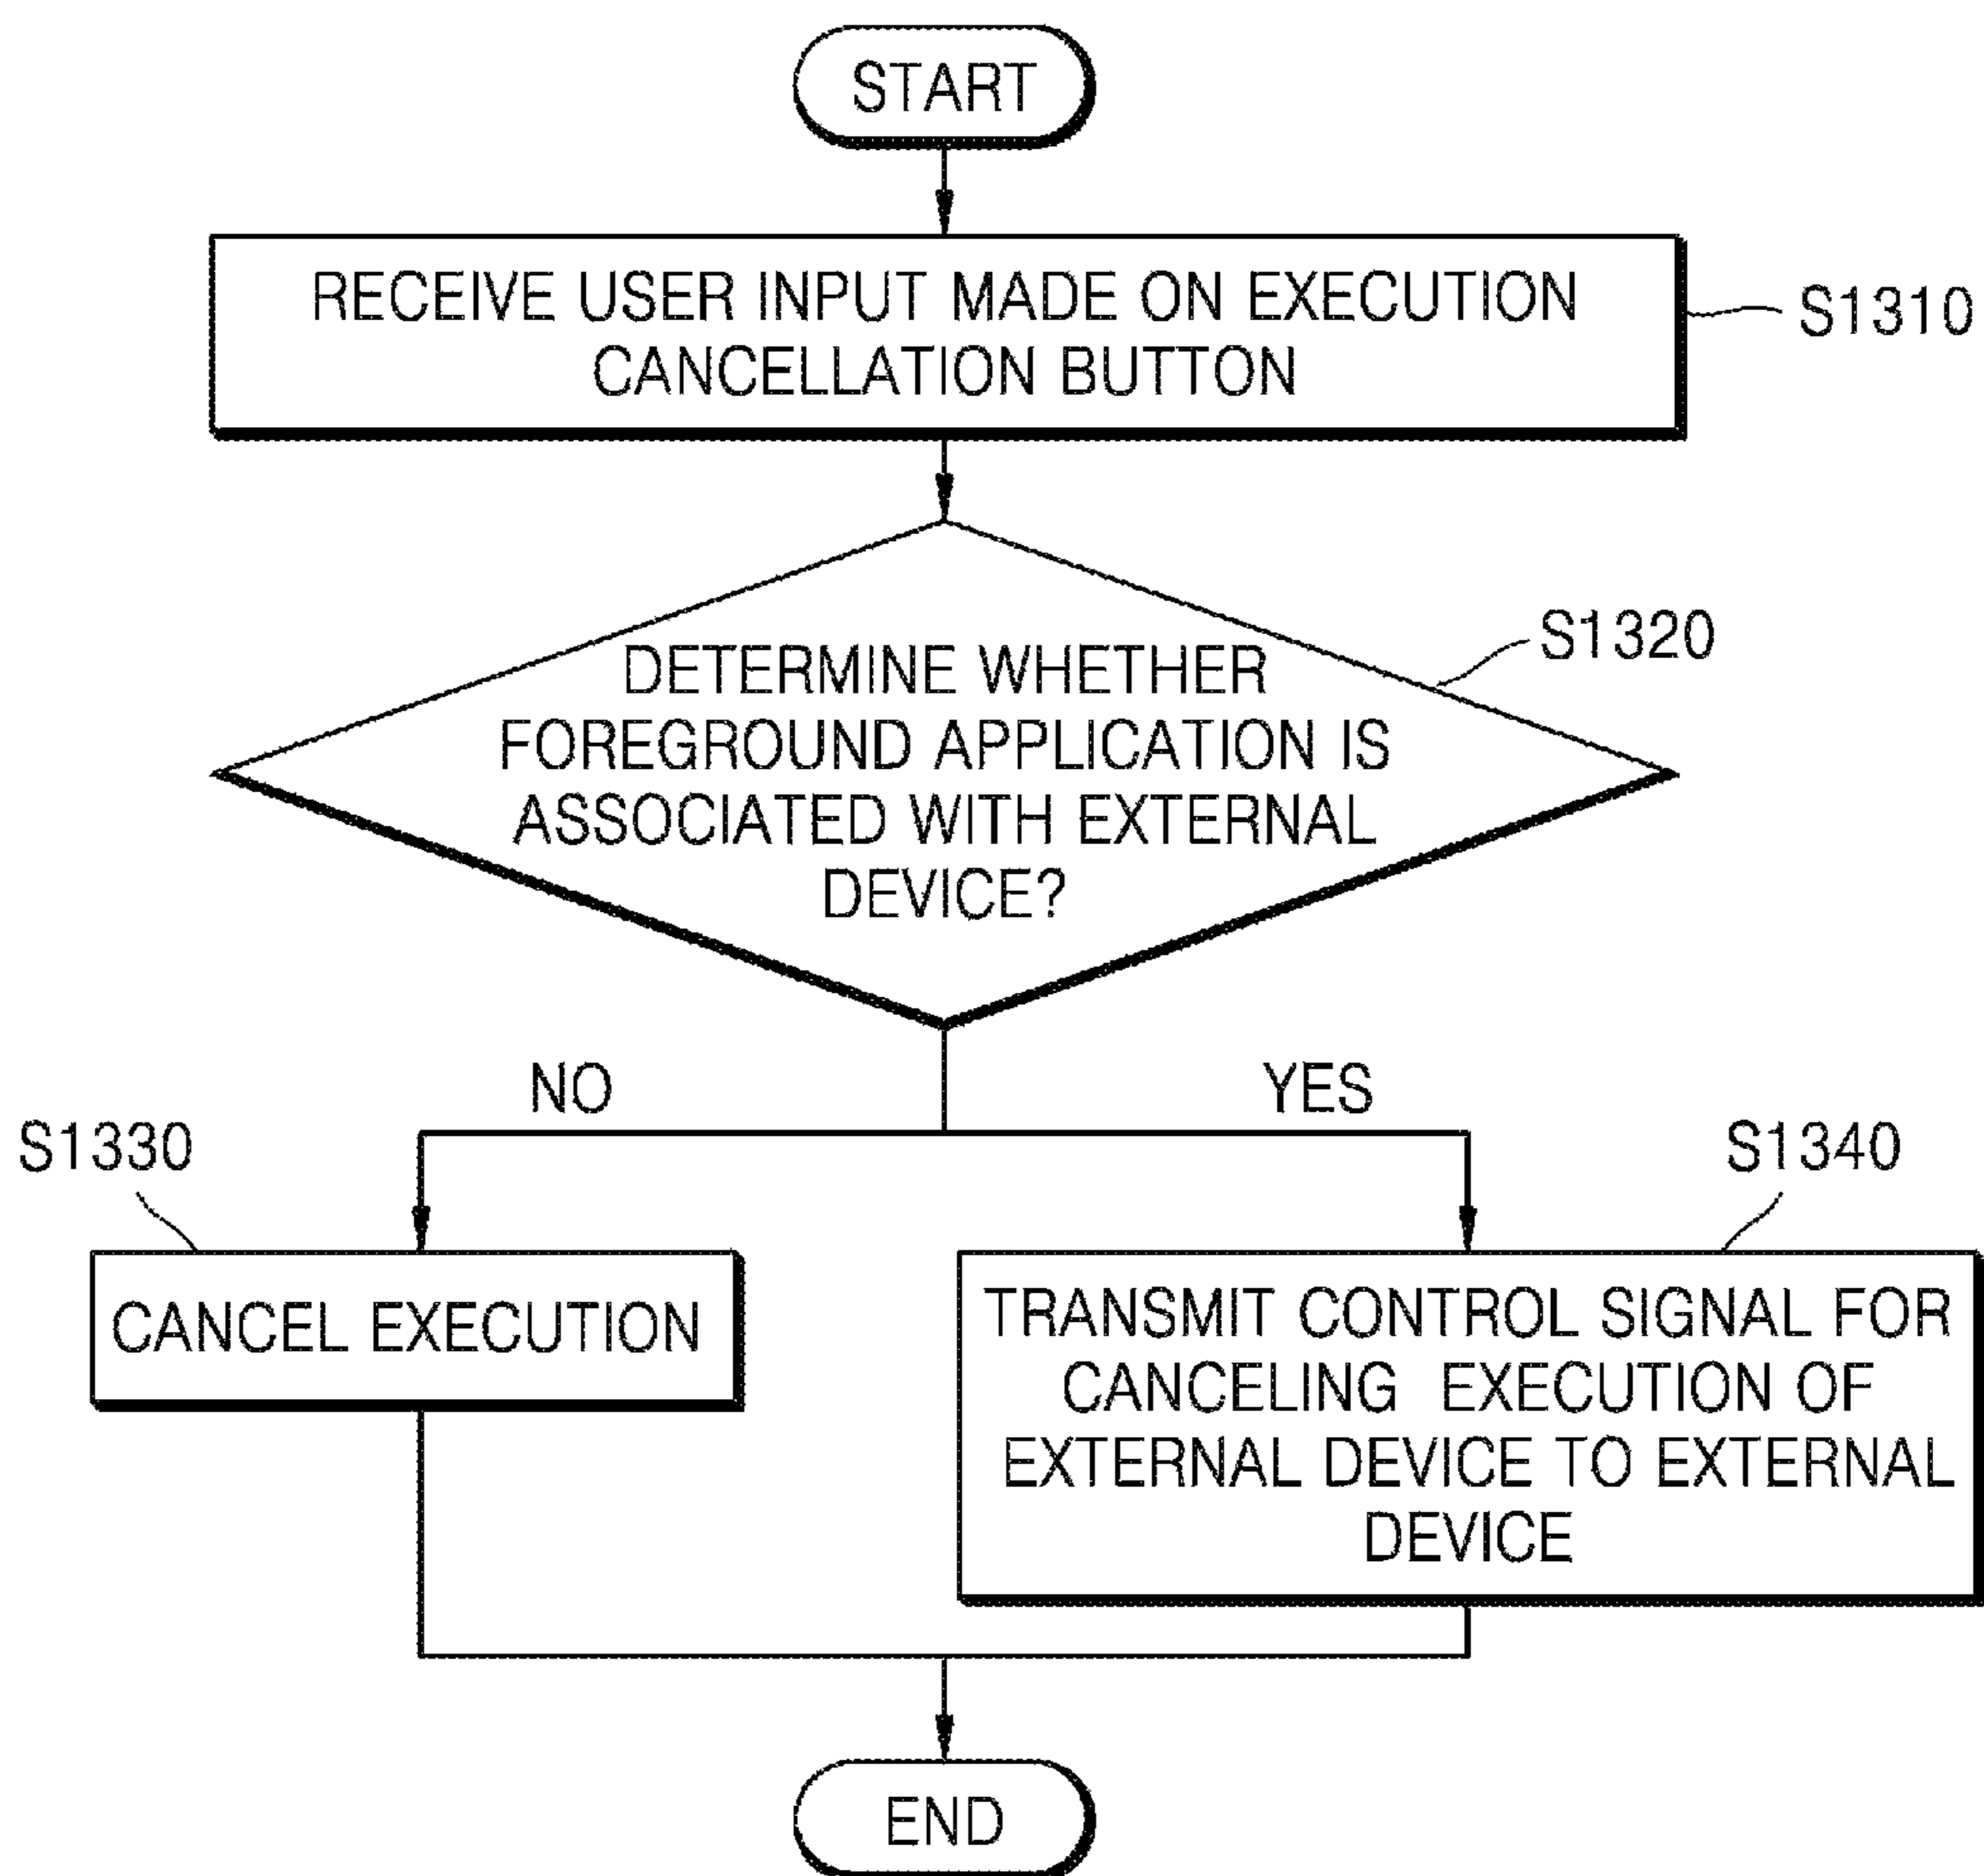 START
RECEIVE USER INPUT MADE ON EXECUTION
CANCELLATION BUTTON
S1310
S1320
DETERMINE WHETHER
FOREGROUND APPLICATION IS
ASSOCIATED WITH EXTERNAL
DEVICE?
NO
YES
S1330
S1340
CANCEL EXECUTION
TRANSMIT CONTROL SIGNAL FOR
CANCELING EXECUTION OF
EXTERNAL DEVICE TO EXTERNAL
DEVICE
END